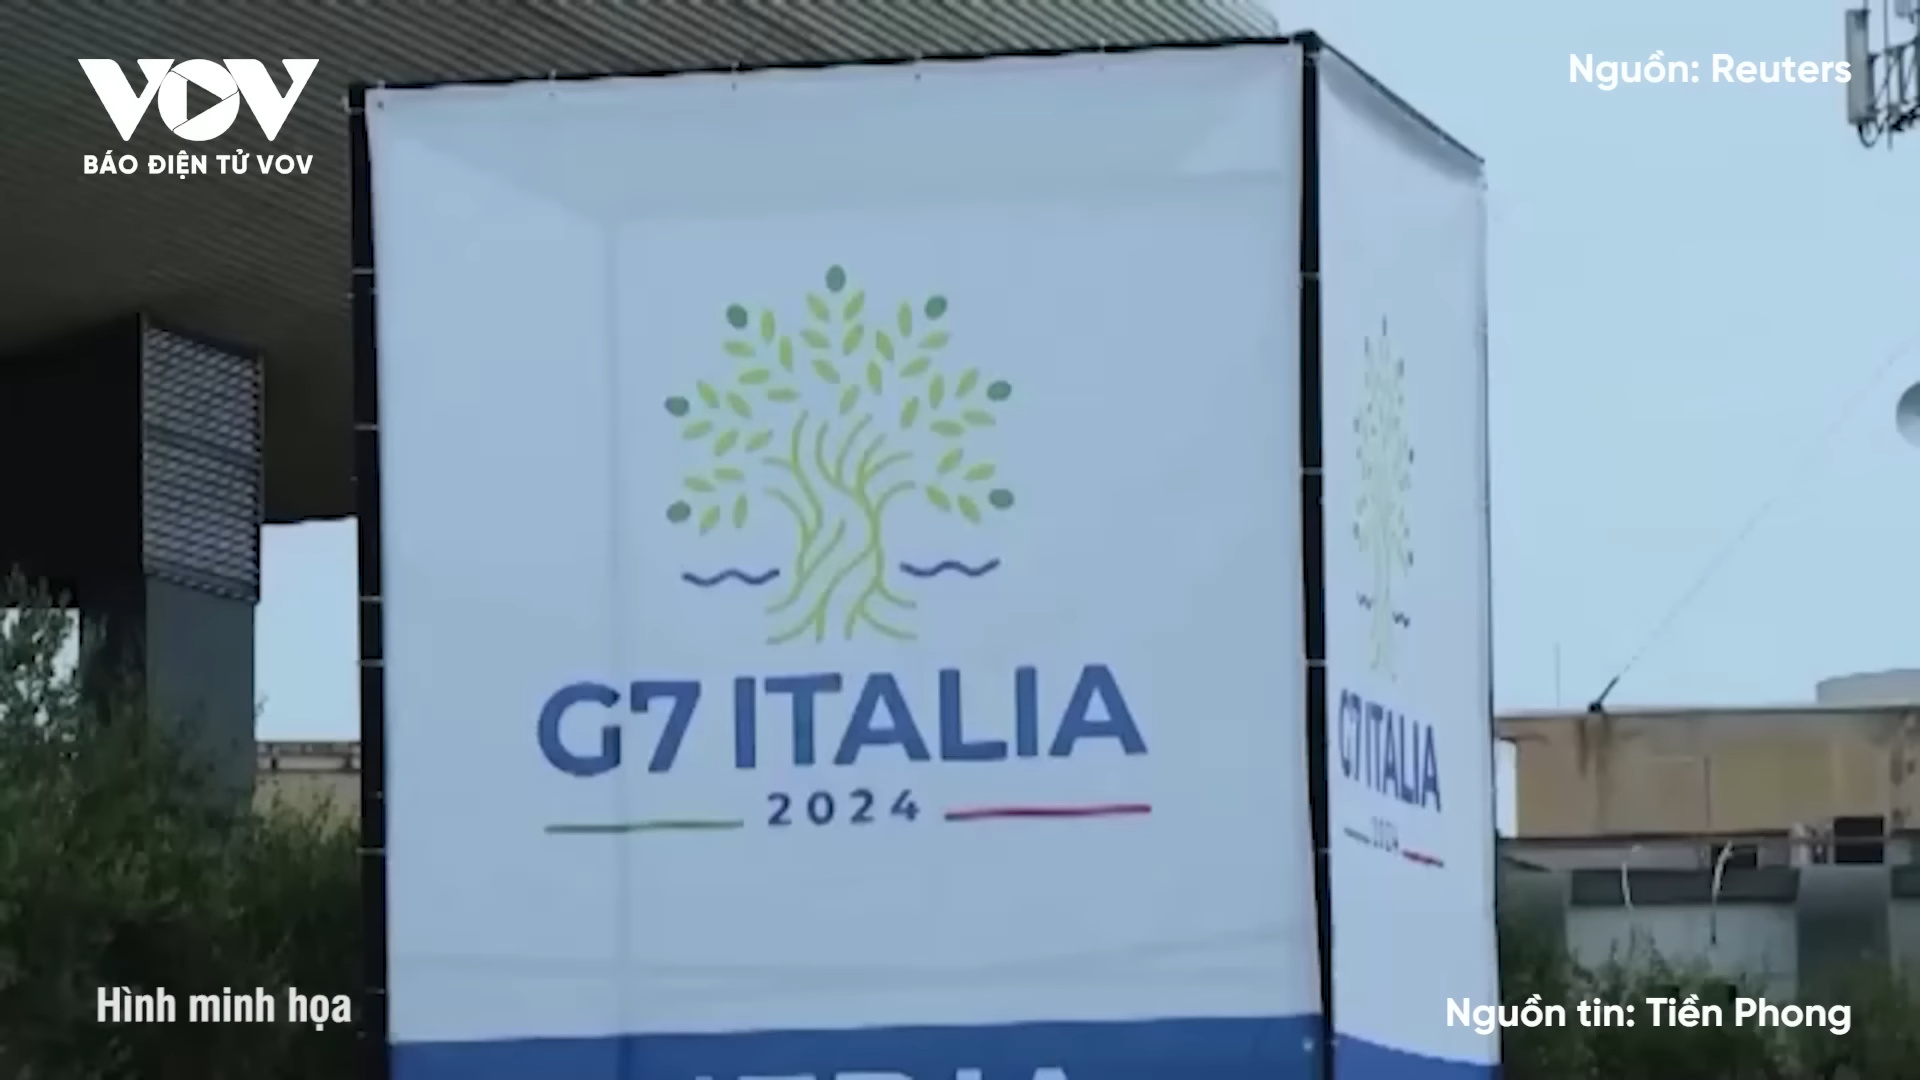 VOV
BÁO ĐIỆN TỬ VOV
Nguồn: Reuters
G7 ITALIA
2024
G7 ITALIA
2024
Hình minh họa
Nguồn tin: Tiền Phong